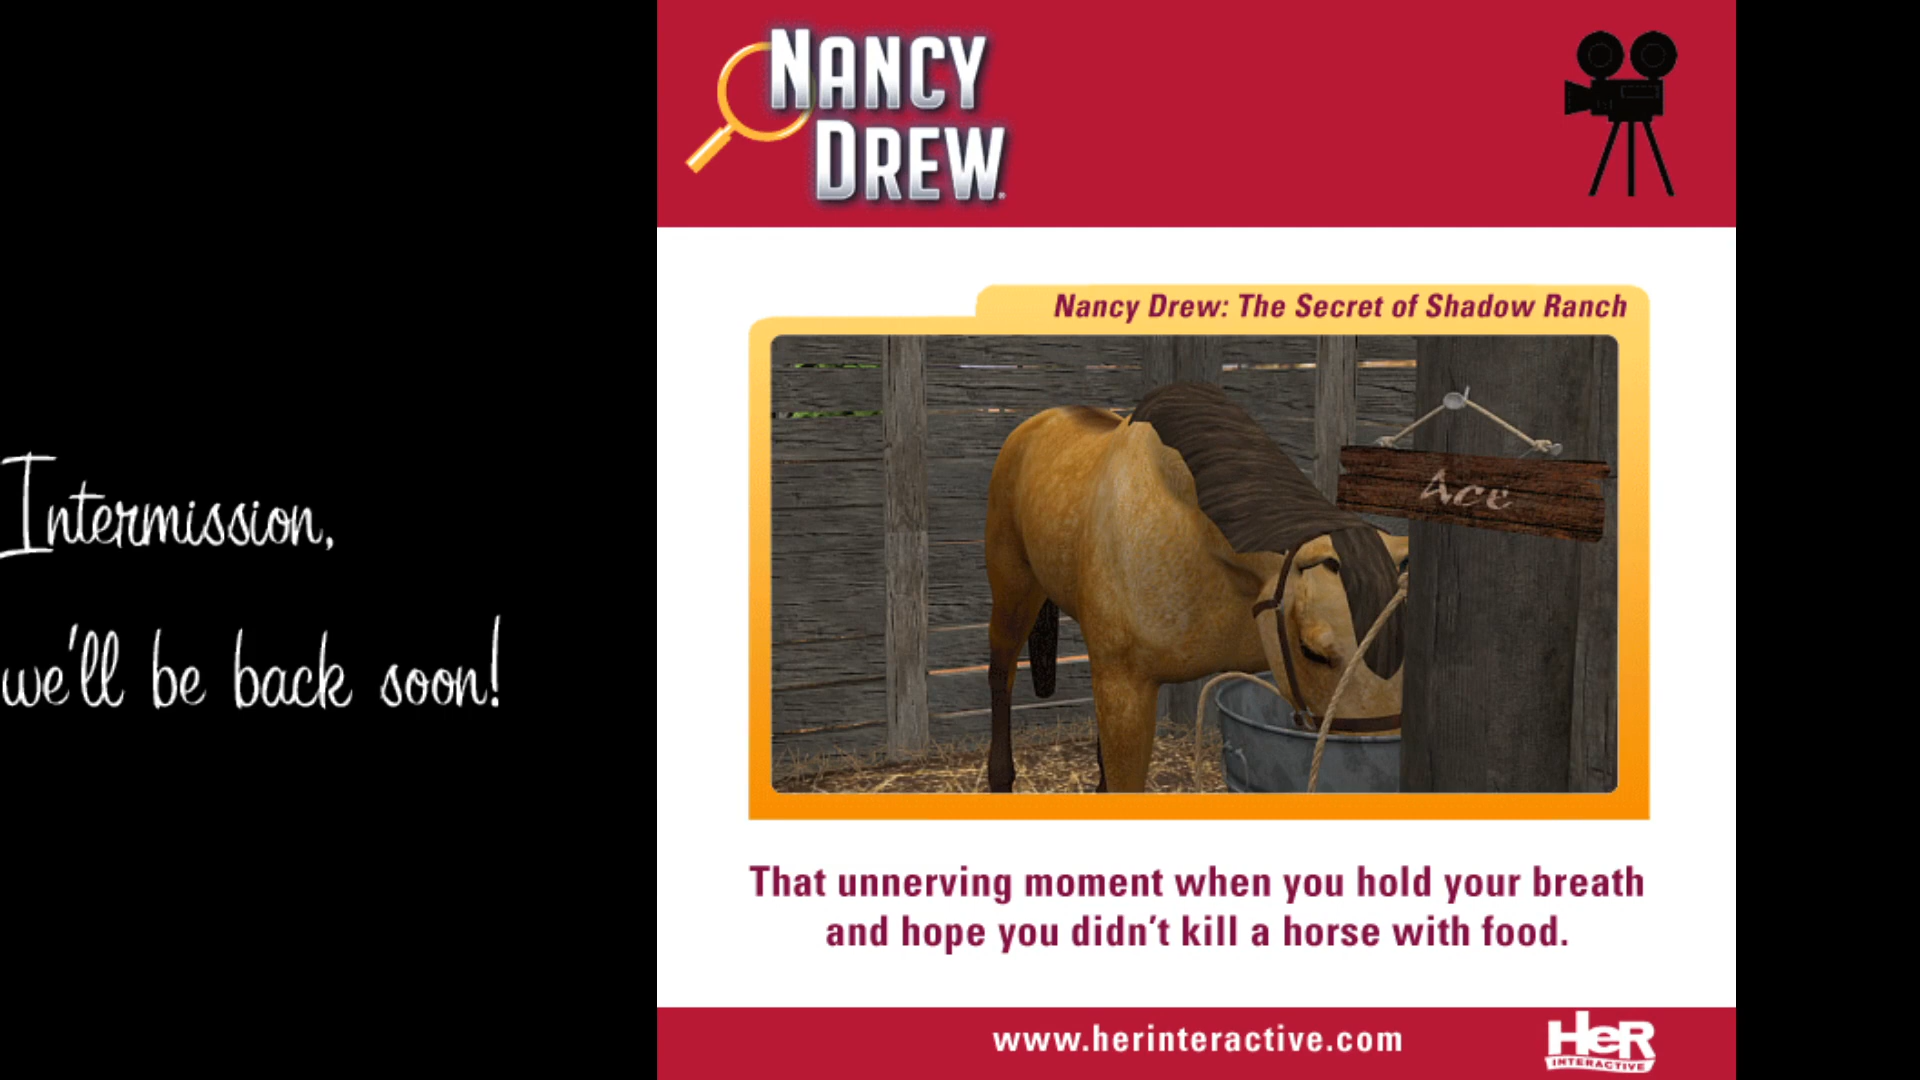 Intermission,
we'll be back soon!
NANCY
DREW®
Nancy Drew: The Secret of Shadow Ranch
Ace
That unnerving moment when you hold your breath
and hope you didn't kill a horse with food.
www.herinteractive.com
HeR
INTERACTIVE